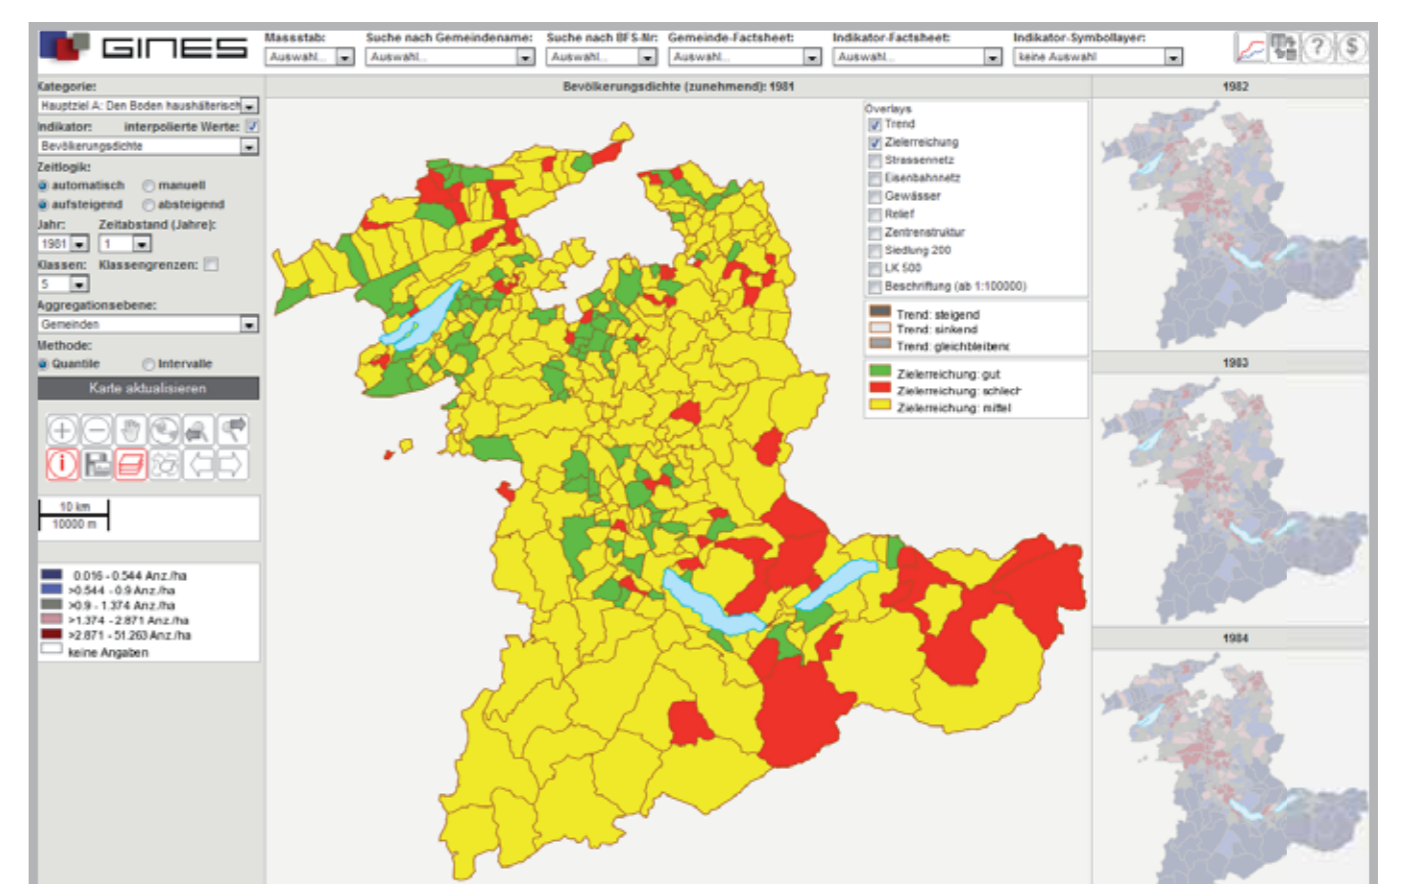 GINES
Massstab:
Auswahl...
Suche nach Gemeindename:
Auswahl...
Suche nach BFS-Nr:
Auswahl...
Gemeinde-Factsheet:
Auswahl...
Indikator-Factsheet:
Auswahl...
Indikator-Symbollayer:
keine Auswahl
?
$
Kategorie:
Hauptziel A: Den Boden haushälterisch
Indikator: interpolierte Werte:
Bevölkerungsdichte
Zeitlogik:
automatisch manuell
aufsteigend absteigend
Jahr: Zeitabstand (Jahre):
1981 1
Klassen: Klassengrenzen:
5
Aggregationsebene:
Gemeinden
Methode:
Quantile Intervalle
Karte aktualisieren
i
10 km
10000 m
0.016 - 0.544 Anz./ha
>0.544 - 0.9 Anz./ha
>0.9 - 1.374 Anz./ha
>1.374 - 2.871 Anz./ha
>2.871 - 51.263 Anz./ha
keine Angaben
Bevölkerungsdichte (zunehmend): 1981
Overlays
Trend
Zielerreichung
Strassennetz
Eisenbahnnetz
Gewässer
Relief
Zentrenstruktur
Siedlung 200
LK 500
Beschriftung (ab 1:100000)
Trend: steigend
Trend: sinkend
Trend: gleichbleibend
Zielerreichung: gut
Zielerreichung: schlech
Zielerreichung: mittel
1982
1983
1984